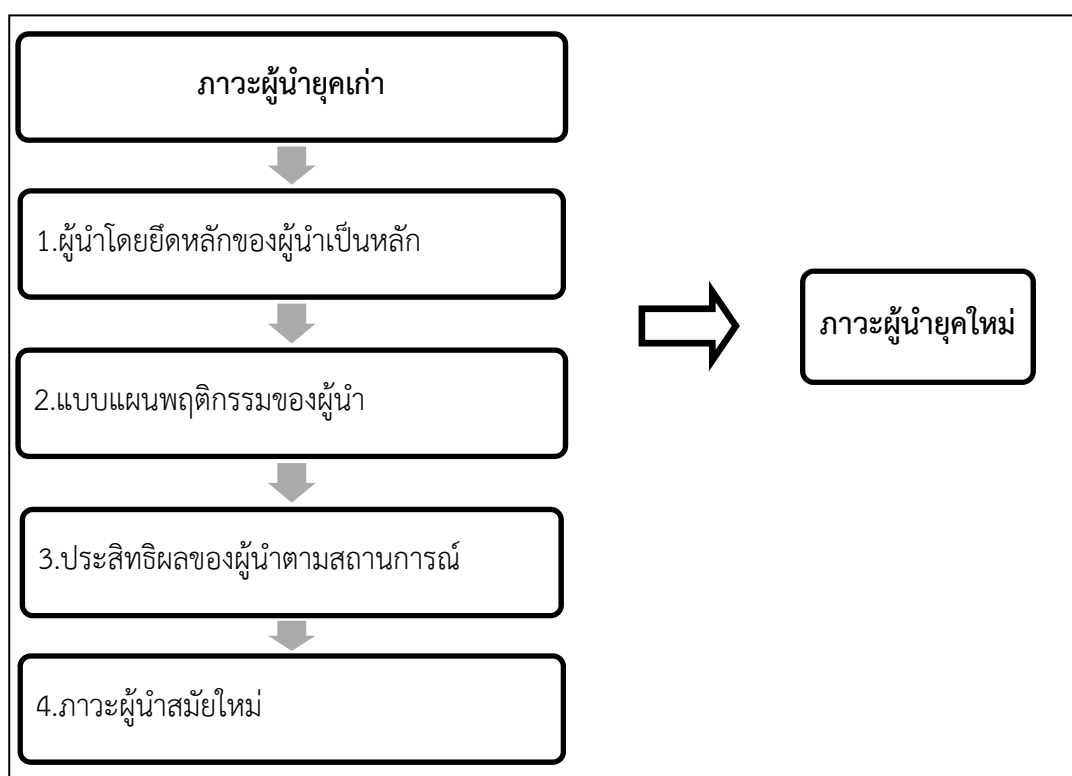 ภาวะผู้นำยุคเก่า
1.ผู้นำโดยยึดหลักของผู้นำเป็นหลัก
2.แบบแผนพฤติกรรมของผู้นำ
3.ประสิทธิผลของผู้นำตามสถานการณ์
4.ภาวะผู้นำสมัยใหม่
ภาวะผู้นำยุคใหม่